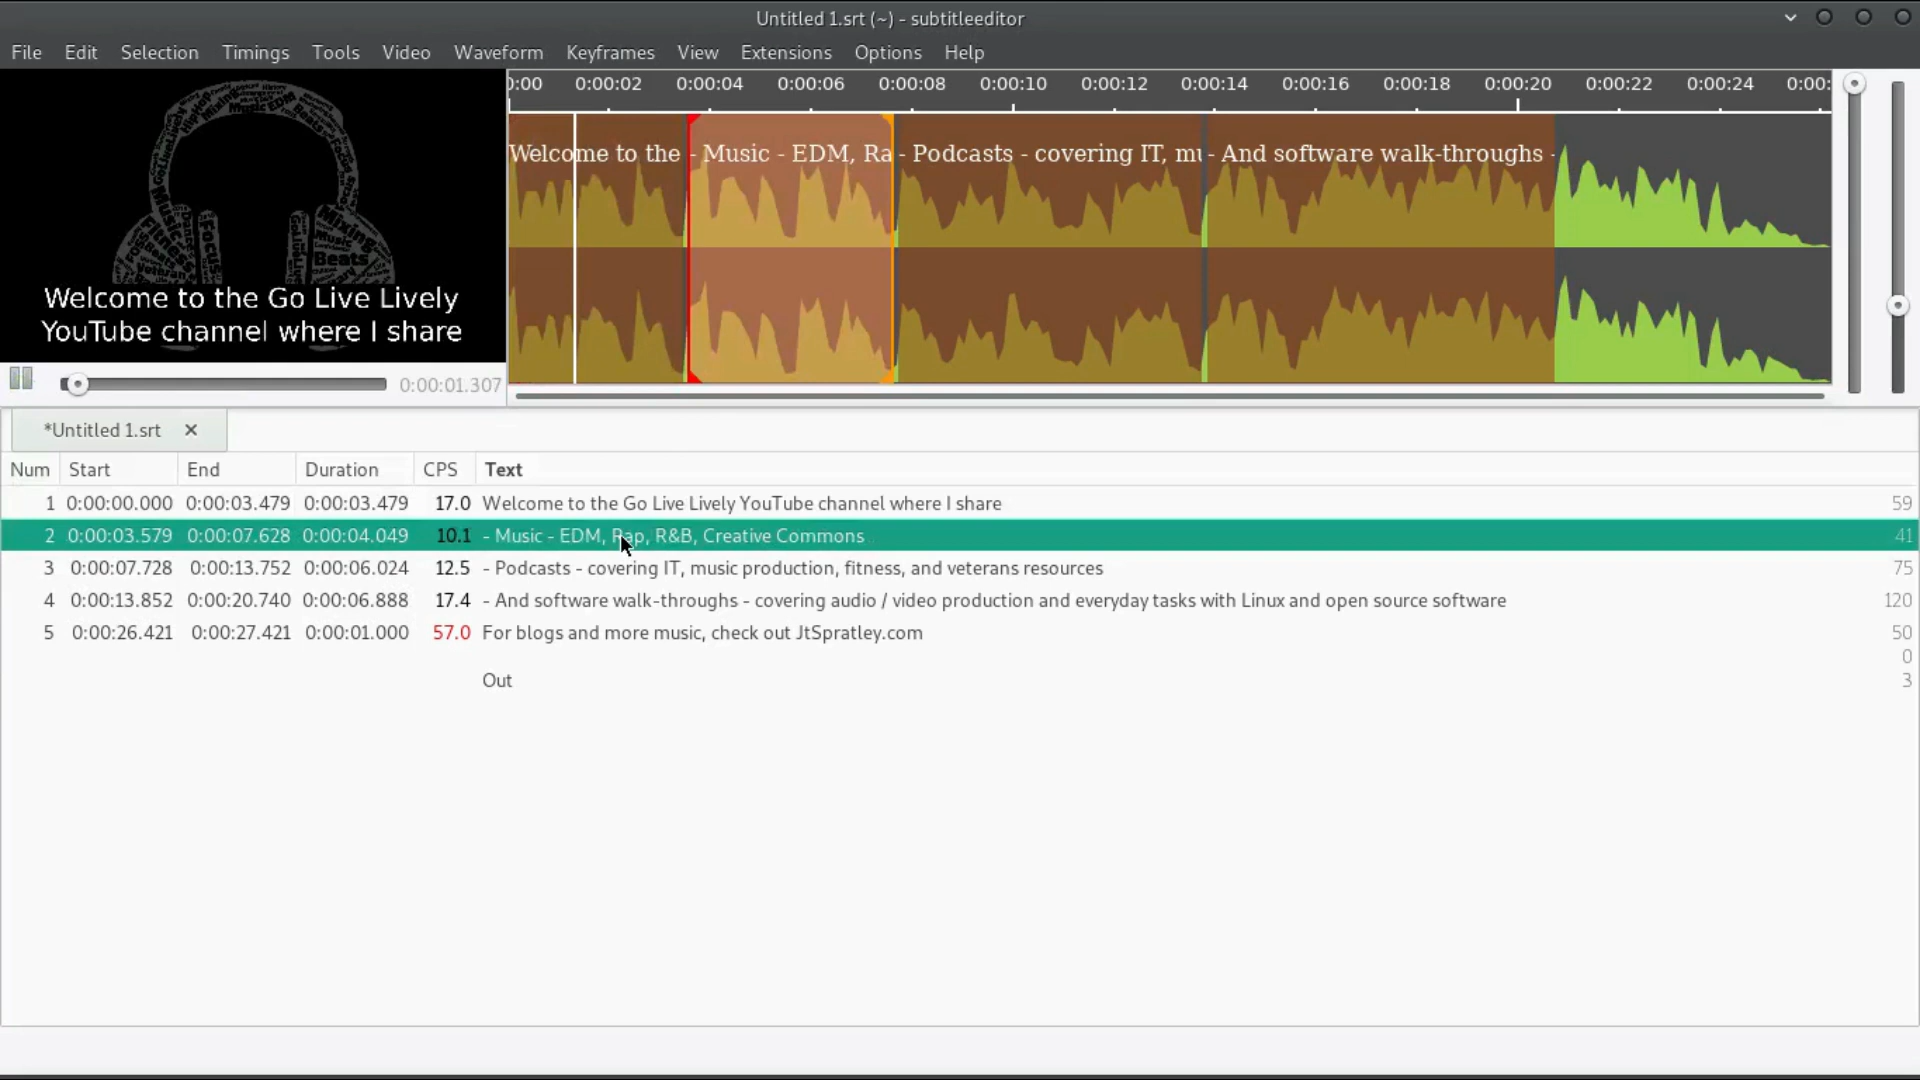 Untitled 1.srt (~) - subtitleeditor
File Edit Selection Timings Tools Video Waveform Keyframes View Extensions Options Help
0:00 0:00:02 0:00:04 0:00:06 0:00:08 0:00:10 0:00:12 0:00:14 0:00:16 0:00:18 0:00:20 0:00:22 0:00:24 0:00:
Welcome to the - Music - EDM, Ra - Podcasts - covering IT, mu - And software walk-throughs -
Music EDM
Mixing
Fitness
Focus
Music
Beats
Welcome to the Go Live Lively
YouTube channel where I share
0:00:01.307
*Untitled 1.srt
Num Start End Duration CPS Text
1 0:00:00.000 0:00:03.479 0:00:03.479 17.0 Welcome to the Go Live Lively YouTube channel where I share 59
2 0:00:03.579 0:00:07.628 0:00:04.049 10.1 - Music - EDM, Rap, R&B, Creative Commons 41
3 0:00:07.728 0:00:13.752 0:00:06.024 12.5 - Podcasts - covering IT, music production, fitness, and veterans resources 75
4 0:00:13.852 0:00:20.740 0:00:06.888 17.4 - And software walk-throughs - covering audio / video production and everyday tasks with Linux and open source software 120
5 0:00:26.421 0:00:27.421 0:00:01.000 57.0 For blogs and more music, check out JtSpratley.com 50
0
Out 3